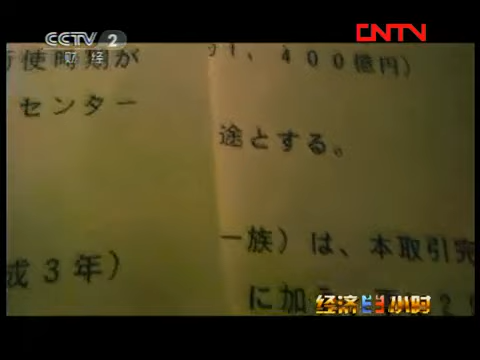 CCTV 2
财经
CNTV
行使時期が
1, 400億円)
センター
途とする。
一族) は、本取引完
成3年)
に加
经济半小时